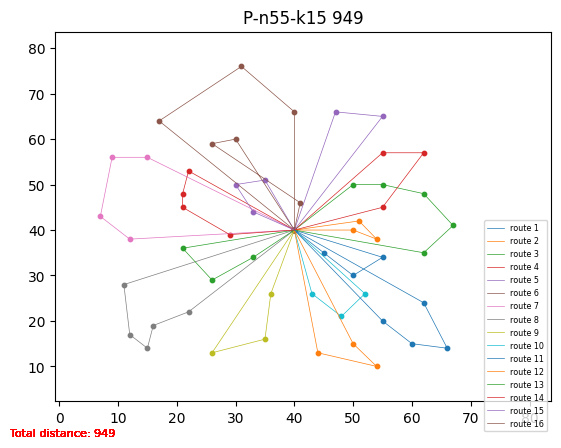 P-n55-k15 949
80
70
60
50
40
30
20
10
0 10 20 30 40 50 60 70 80
route 1
route 2
route 3
route 4
route 5
route 6
route 7
route 8
route 9
route 10
route 11
route 12
route 13
route 14
route 15
route 16
Total distance: 949